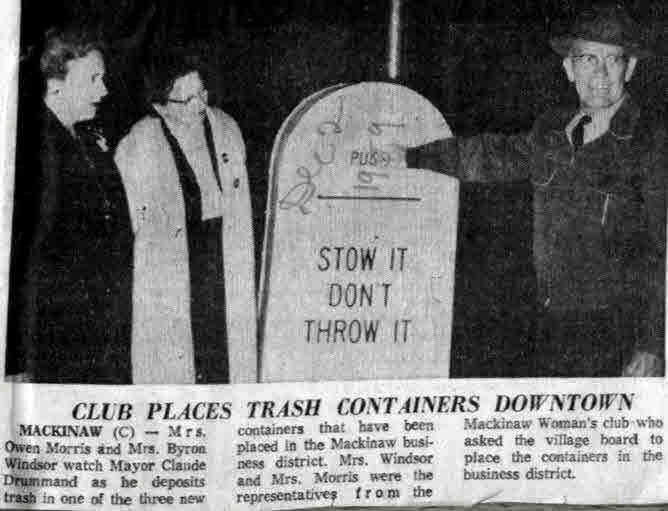 Dec 2
1959
PUSH
STOW IT
DON'T
THROW IT
CLUB PLACES TRASH CONTAINERS DOWNTOWN
MACKINAW (C) — Mrs.
Owen Morris and Mrs. Byron
Windsor watch Mayor Claude
Drummand as he deposits
trash in one of the three new
containers that have been
placed in the Mackinaw busi-
ness district. Mrs. Windsor
and Mrs. Morris were the
representatives from the
Mackinaw Woman's club who
asked the village board to
place the containers in the
business district.